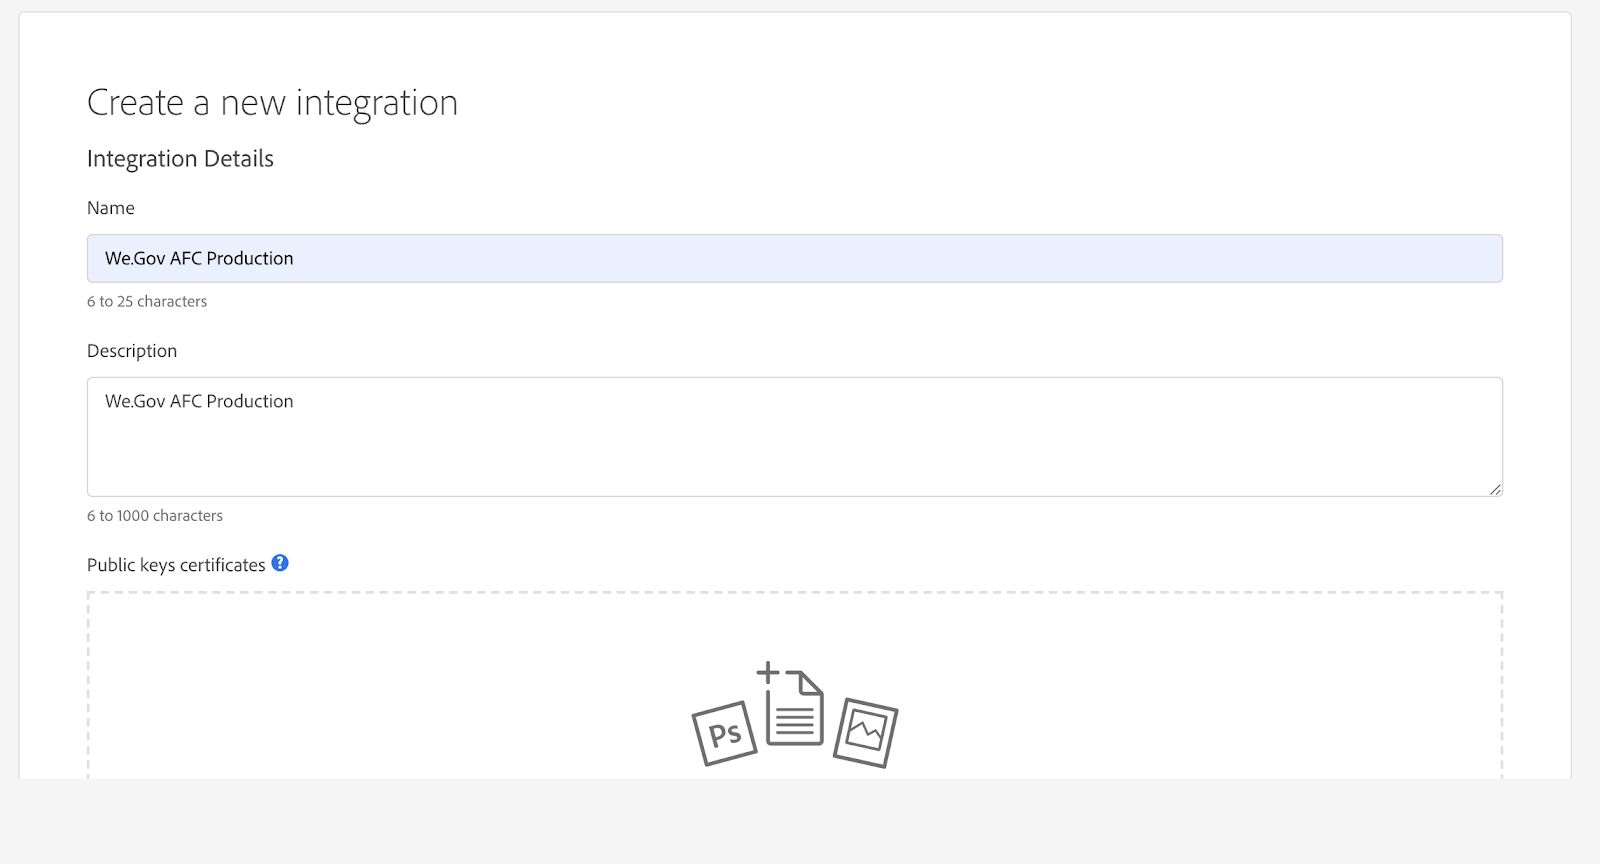 Create a new integration
Integration Details
Name
We.Gov AFC Production
6 to 25 characters
Description
We.Gov AFC Production
6 to 1000 characters
Public keys certificates ?
Ps